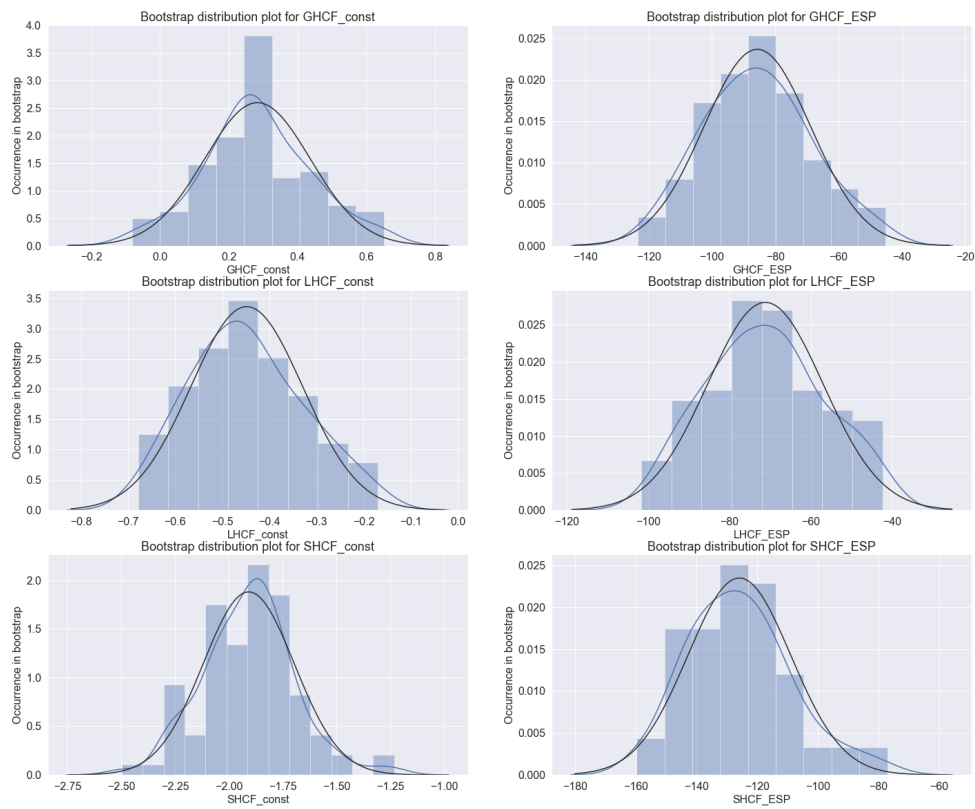 Bootstrap distribution plot for GHCF_const
Occurrence in bootstrap
4.0
3.5
3.0
2.5
2.0
1.5
1.0
0.5
0.0
−0.2 0.0 0.2 0.4 0.6 0.8
GHCF_const
Bootstrap distribution plot for GHCF_ESP
Occurrence in bootstrap
0.025
0.020
0.015
0.010
0.005
0.000
−140 −120 −100 −80 −60 −40 −20
GHCF_ESP
Bootstrap distribution plot for LHCF_const
Occurrence in bootstrap
3.5
3.0
2.5
2.0
1.5
1.0
0.5
0.0
−0.8 −0.7 −0.6 −0.5 −0.4 −0.3 −0.2 −0.1 0.0
LHCF_const
Bootstrap distribution plot for LHCF_ESP
Occurrence in bootstrap
0.025
0.020
0.015
0.010
0.005
0.000
−120 −100 −80 −60 −40
LHCF_ESP
Bootstrap distribution plot for SHCF_const
Occurrence in bootstrap
2.0
1.5
1.0
0.5
0.0
−2.75 −2.50 −2.25 −2.00 −1.75 −1.50 −1.25 −1.00
SHCF_const
Bootstrap distribution plot for SHCF_ESP
Occurrence in bootstrap
0.025
0.020
0.015
0.010
0.005
0.000
−180 −160 −140 −120 −100 −80 −60
SHCF_ESP